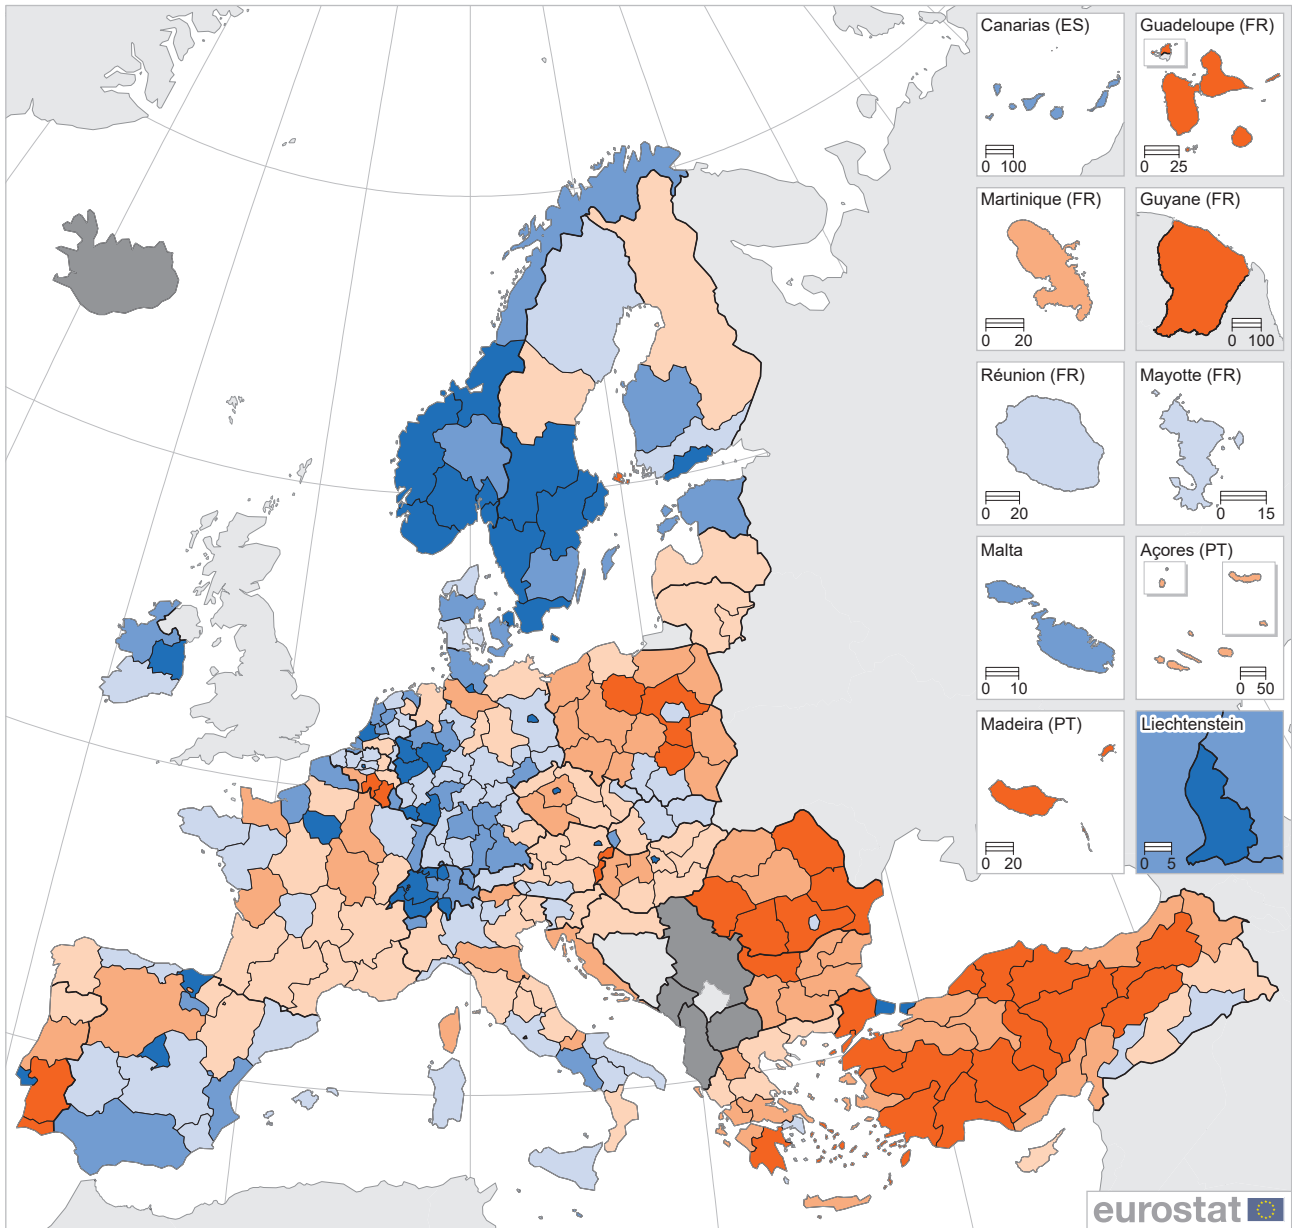 Canarias (ES)
0 100
Guadeloupe (FR)
0 25
Martinique (FR)
0 20
Guyane (FR)
0 100
Réunion (FR)
0 20
Mayotte (FR)
0 15
Malta
0 10
Açores (PT)
0 50
Madeira (PT)
0 20
Liechtenstein
0 5
eurostat